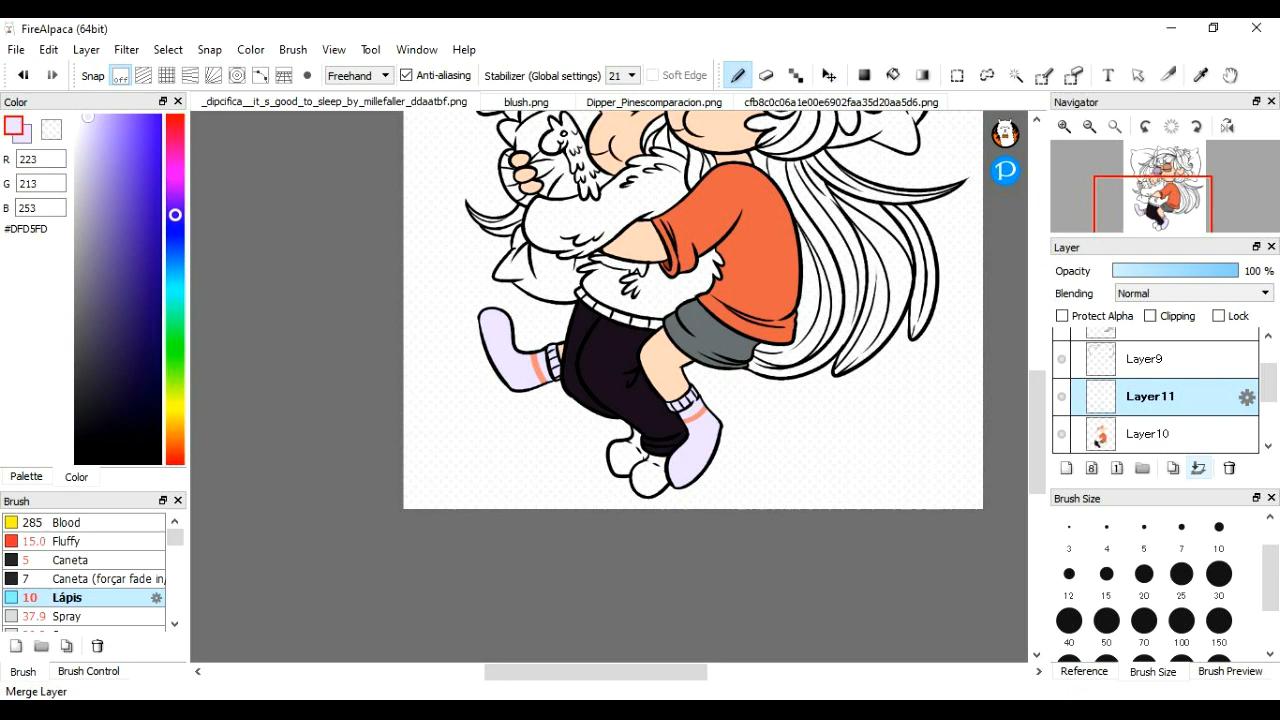 FireAlpaca (64bit)
File Edit Layer Filter Select Snap Color Brush View Tool Window Help
Snap off Freehand Anti-aliasing Stabilizer (Global settings) 21 Soft Edge T
Color
_dipcifica__it_s_good_to_sleep_by_millefaller_ddaatbf.png blush.png Dipper_Pinescomparacion.png cfb8c0c06a1e00e6902faa35d20aa5d6.png
Navigator
R 223
G 213
B 253
#DFD5FD
P
Layer
Opacity 100 %
Blending Normal
Protect Alpha Clipping Lock
Layer9
Layer11
Layer10
8 1
Palette Color
Brush
285 Blood
15.0 Fluffy
5 Caneta
7 Caneta (forçar fade in,
10 Lápis
37.9 Spray
Brush Size
3 4 5 7 10
12 15 20 25 30
40 50 70 100 150
Brush Brush Control
Reference Brush Size Brush Preview
Merge Layer